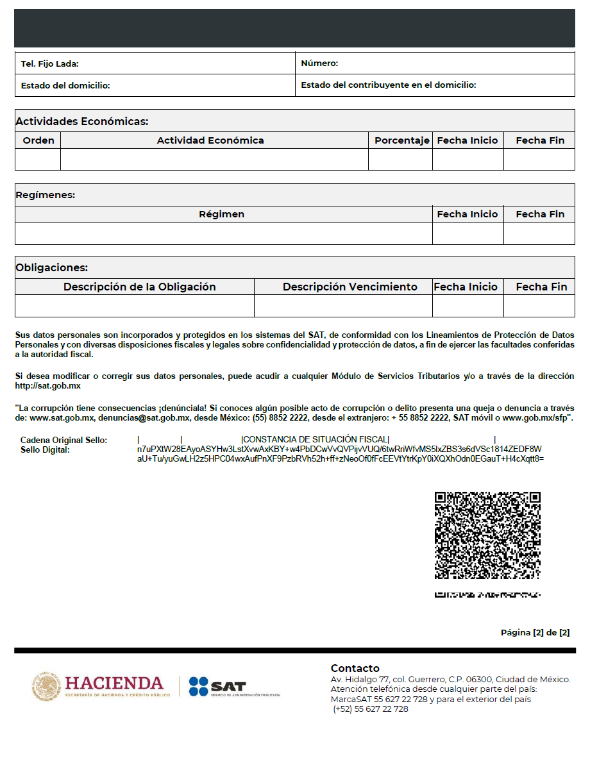 Tel. Fijo Lada: Número:
Estado del domicilio: Estado del contribuyente en el domicilio:
Actividades Económicas:
Orden Actividad Económica Porcentaje Fecha Inicio Fecha Fin
Regímenes:
Régimen Fecha Inicio Fecha Fin
Obligaciones:
Descripción de la Obligación Descripción Vencimiento Fecha Inicio Fecha Fin
Sus datos personales son incorporados y protegidos en los sistemas del SAT, de conformidad con los Lineamientos de Protección de Datos
Personales y con diversas disposiciones fiscales y legales sobre confidencialidad y protección de datos, a fin de ejercer las facultades conferidas
a la autoridad fiscal.
Si desea modificar o corregir sus datos personales, puede acudir a cualquier Módulo de Servicios Tributarios y/o a través de la dirección
http://sat.gob.mx
"La corrupción tiene consecuencias ¡denúnciala! Si conoces algún posible acto de corrupción o delito presenta una queja o denuncia a través
de: www.sat.gob.mx, denuncias@sat.gob.mx, desde México: (55) 8852 2222, desde el extranjero: + 55 8852 2222, SAT móvil o www.gob.mx/sfp".
Cadena Original Sello: | | |CONSTANCIA DE SITUACIÓN FISCAL| |
Sello Digital:
Página [2] de [2]
HACIENDA
SECRETARÍA DE HACIENDA Y CRÉDITO PÚBLICO
SAT
SERVICIO DE ADMINISTRACIÓN TRIBUTARIA
Contacto
Av. Hidalgo 77, col. Guerrero, C.P. 06300, Ciudad de México.
Atención telefónica desde cualquier parte del país:
MarcaSAT 55 627 22 728 y para el exterior del país
(+52) 55 627 22 728